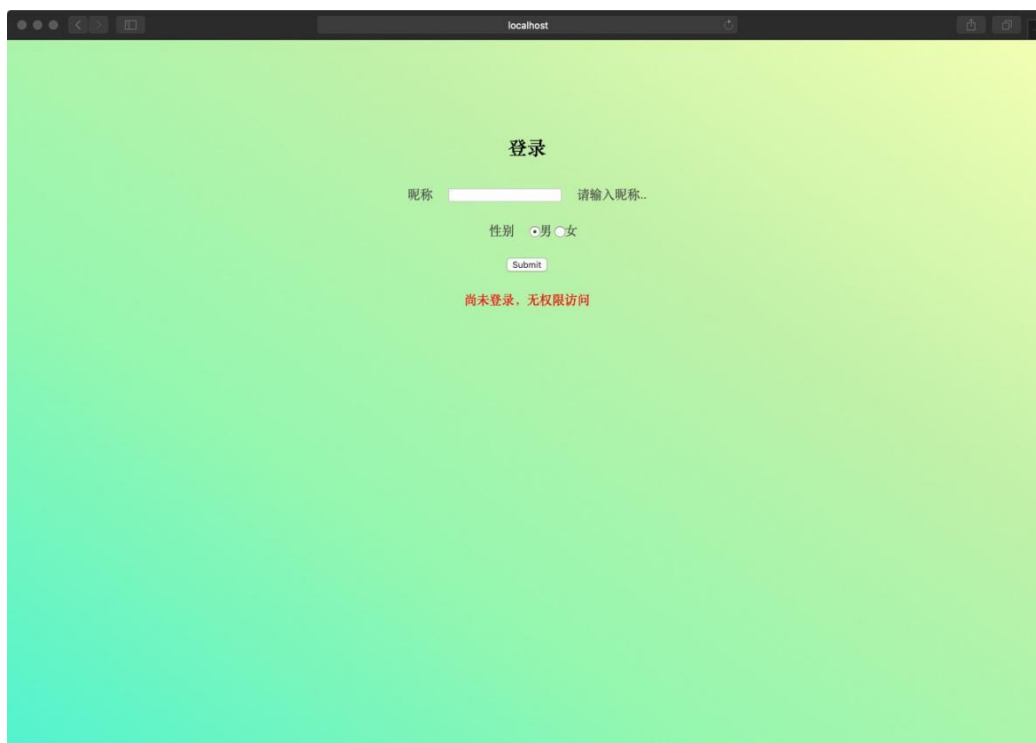 localhost
登录
昵称 请输入昵称..
性别 男 女
Submit
尚未登录，无权限访问